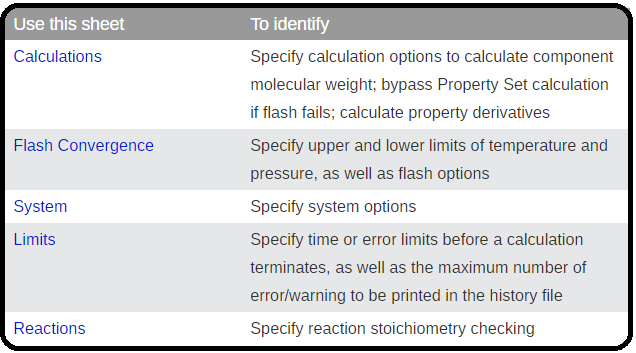 Use this sheet To identify
Calculations Specify calculation options to calculate component
molecular weight; bypass Property Set calculation
if flash fails; calculate property derivatives
Flash Convergence Specify upper and lower limits of temperature and
pressure, as well as flash options
System Specify system options
Limits Specify time or error limits before a calculation
terminates, as well as the maximum number of
error/warning to be printed in the history file
Reactions Specify reaction stoichiometry checking